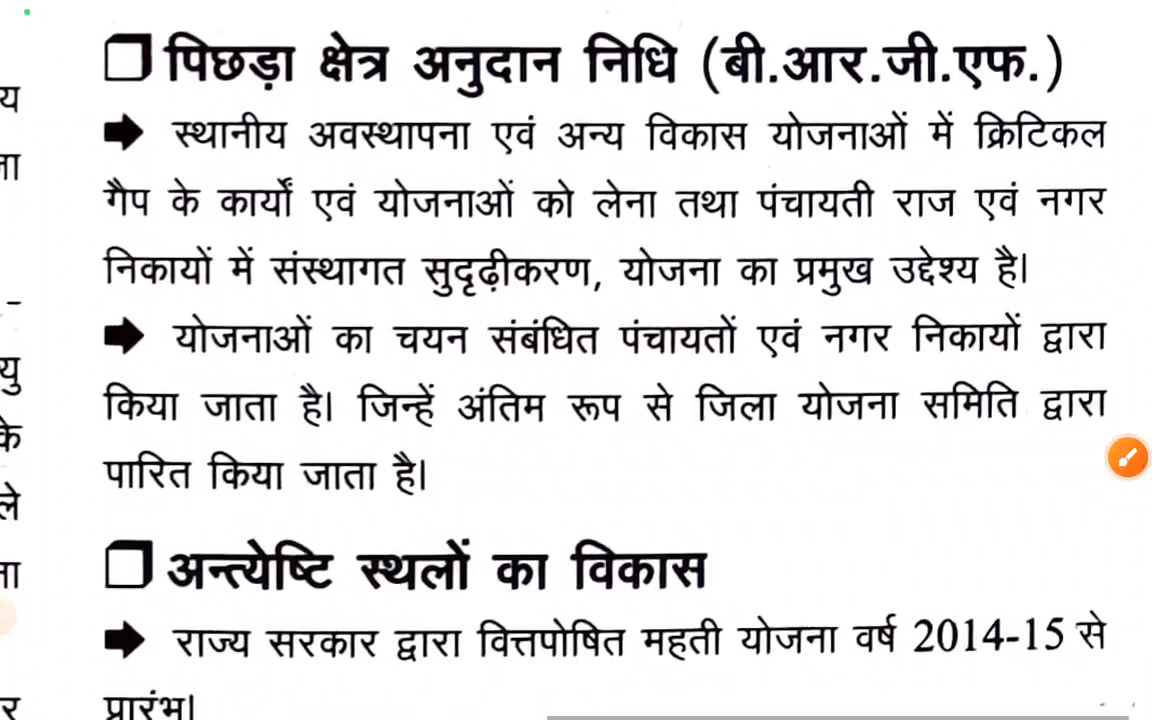 पिछड़ा क्षेत्र अनुदान निधि (बी.आर.जी.एफ.)
स्थानीय अवस्थापना एवं अन्य विकास योजनाओं में क्रिटिकल
गैप के कार्यों एवं योजनाओं को लेना तथा पंचायती राज एवं नगर
निकायों में संस्थागत सुदृढ़ीकरण, योजना का प्रमुख उद्देश्य है।
योजनाओं का चयन संबंधित पंचायतों एवं नगर निकायों द्वारा
किया जाता है। जिन्हें अंतिम रूप से जिला योजना समिति द्वारा
पारित किया जाता है।
अन्त्येष्टि स्थलों का विकास
राज्य सरकार द्वारा वित्तपोषित महती योजना वर्ष 2014-15 से
प्रारंभ।